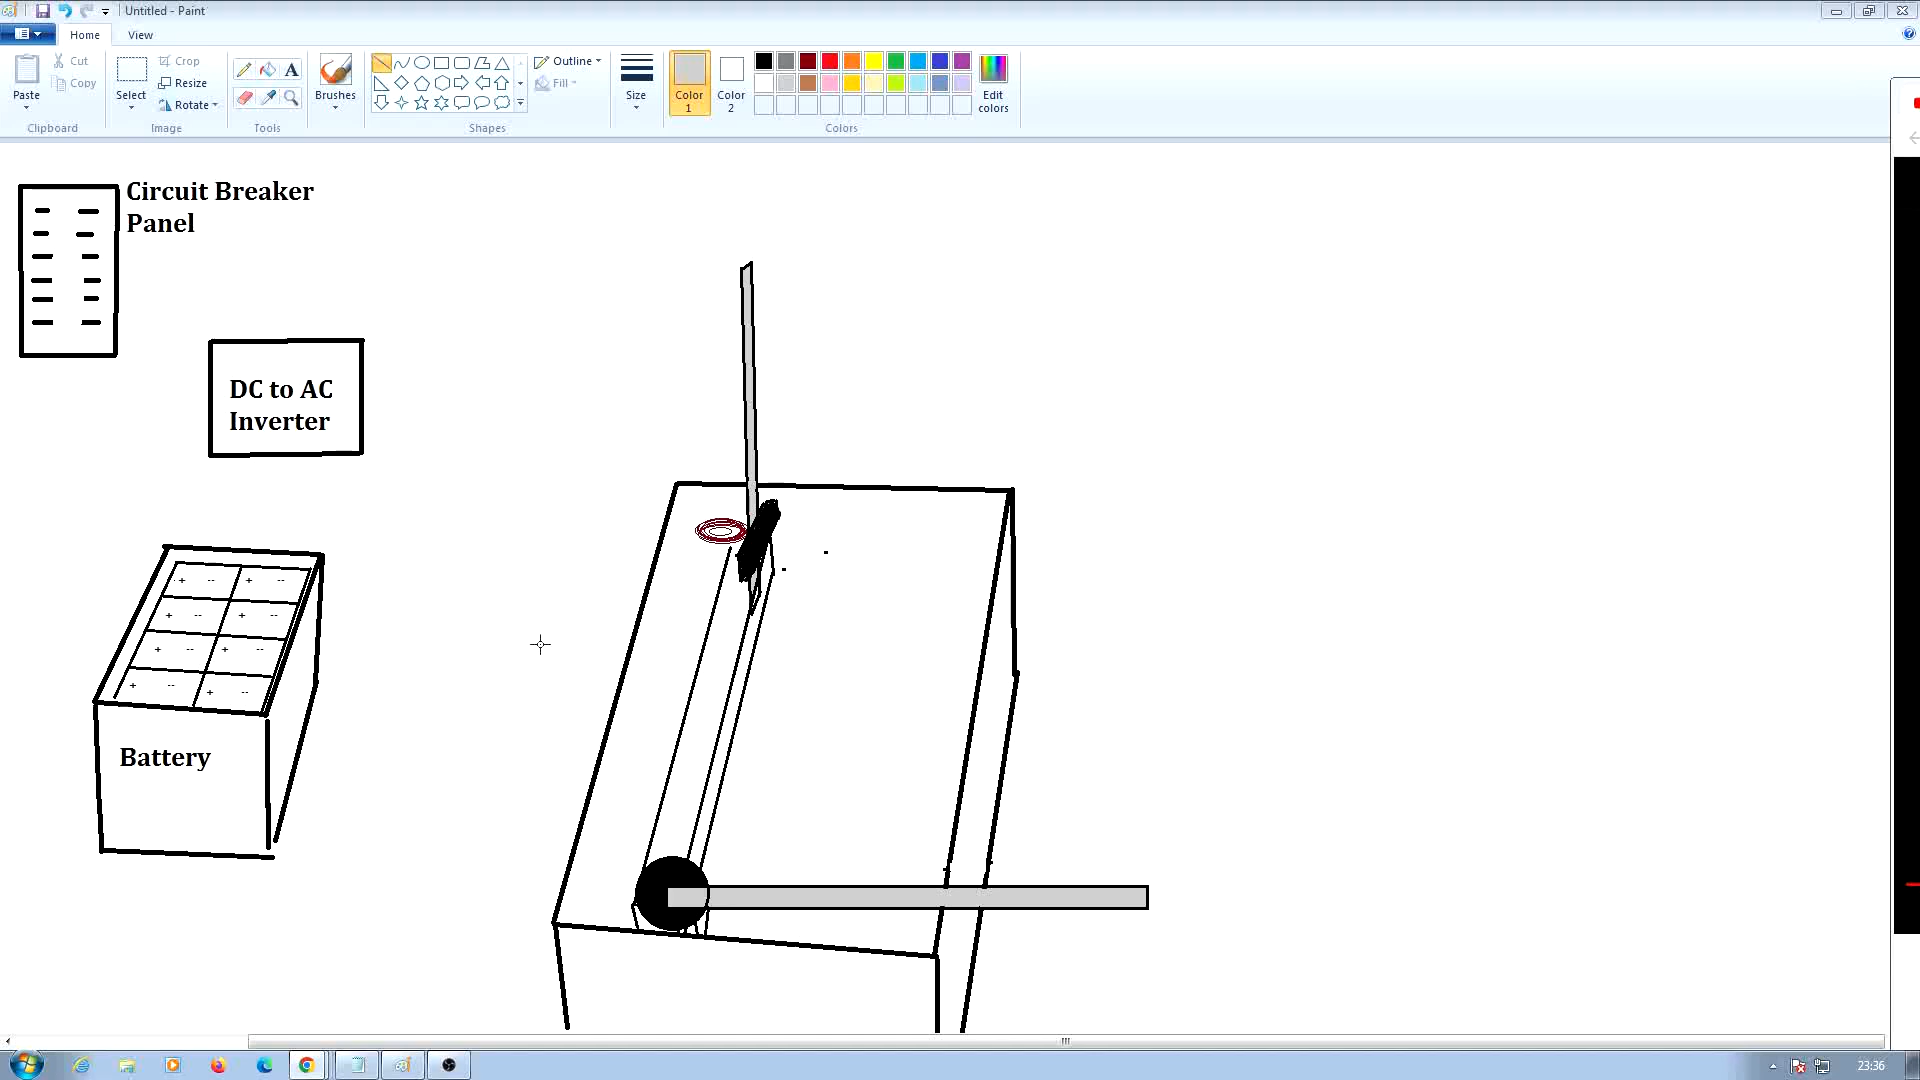 Untitled - Paint
Home
View
Cut
Copy
Paste
Clipboard
Crop
Resize
Rotate
Select
Image
Tools
Brushes
Shapes
Outline
Fill
Size
Color 1
Color 2
Edit colors
Colors
Circuit Breaker
Panel
DC to AC
Inverter
+ -- + --
+ -- + --
+ -- + --
+ -- + --
Battery
23:36